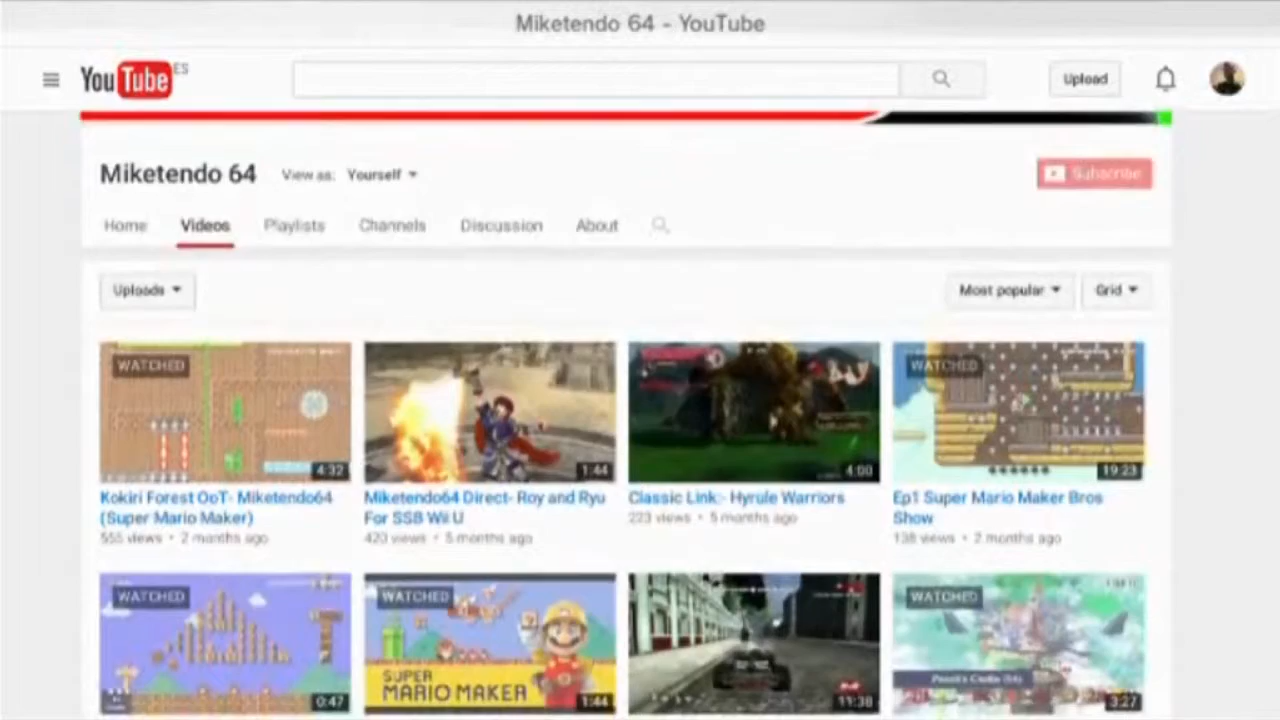 Miketendo 64 - YouTube
YouTube ES
Upload
Miketendo 64 View as: Yourself
Subscribe
Home Videos Playlists Channels Discussion About
Uploads
Most popular Grid
WATCHED
4:32
1:44
4:00
WATCHED
19:23
Kokiri Forest OoT- Miketendo64 (Super Mario Maker)
555 views • 2 months ago
Miketendo64 Direct- Roy and Ryu For SSB Wii U
420 views • 5 months ago
Classic Link:- Hyrule Warriors
223 views • 5 months ago
Ep1 Super Mario Maker Bros Show
138 views • 2 months ago
WATCHED
0:47
WATCHED
SUPER
MARIO MAKER
1:44
11:38
WATCHED
Peach's Castle (64)
3:27